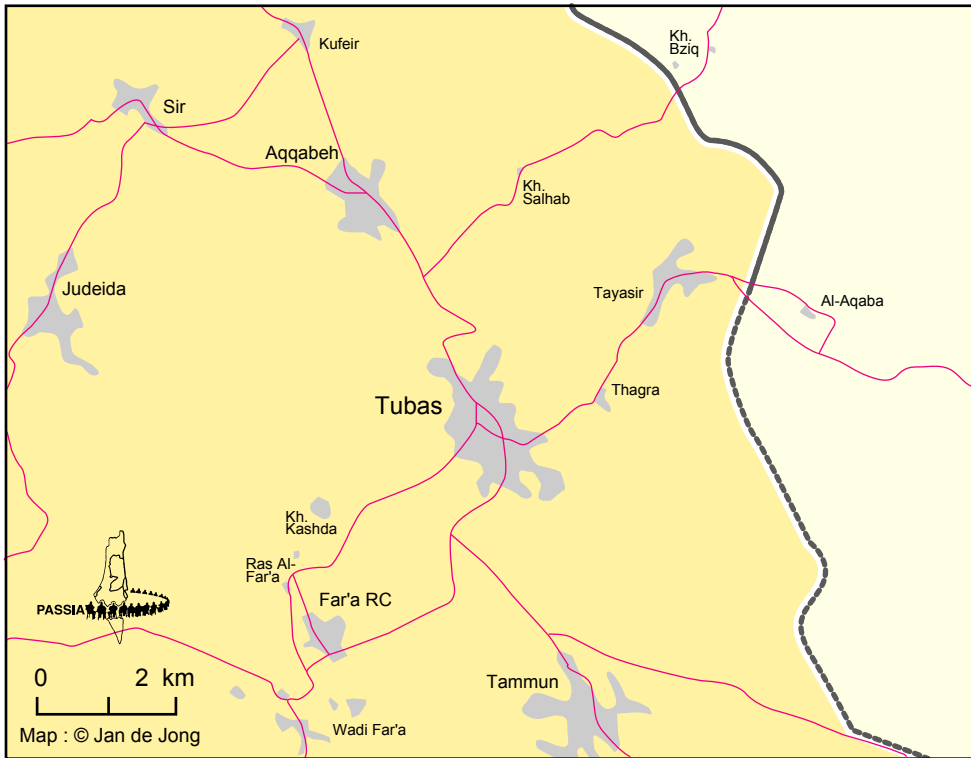 Kufeir
Kh.
Bziq
Sir
Aqqabeh
Kh.
Salhab
Judeida
Tayasir
Al-Aqaba
Thagra
Tubas
Kh.
Kashda
Ras Al-
Far'a
Far'a RC
PASSIA
0 2 km
Tammun
Wadi Far'a
Map : © Jan de Jong